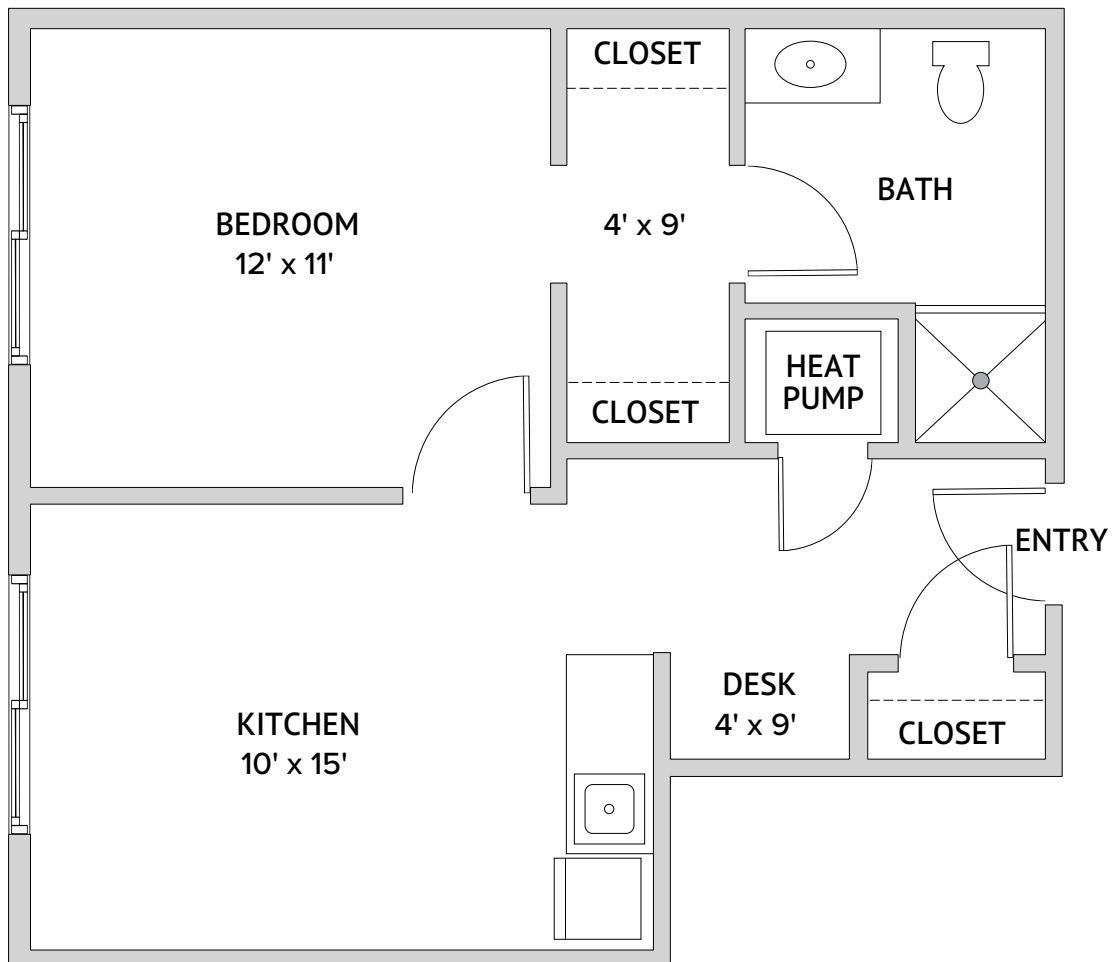 CLOSET
BATH
BEDROOM
12' x 11'
4' x 9'
HEAT
PUMP
CLOSET
ENTRY
DESK
4' x 9'
KITCHEN
10' x 15'
CLOSET